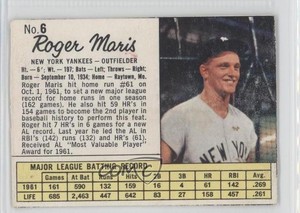 No. 6
Roger Maris
NEW YORK YANKEES — OUTFIELDER
Ht. - 6' - Wt. - 197; Bats - Left; Throws - Right;
Born - September 10, 1934; Home - Raytown, Mo.
Roger Maris hit home run #61 on
Oct. 1, 1961, to set a new major league
record for home runs in one season
(162 games). He also hit 59 HR's in
154 games to become the 2nd player in
baseball history to perform this feat.
Roger hit 7 HR's in 6 games for a new
AL record. Last year he led the AL in
RBI's (142) runs (132) and HR's (61).
Received AL "Most Valuable Player"
Award for 1961.
NEW YORK
MAJOR LEAGUE BATTING RECORD
Games At Bat Runs Hits 2B 3B HR RBI Avg.
1961 161 590 132 159 16 4 61 142 .269
LIFE 685 2,463 442 644 83 27 158 451 .261